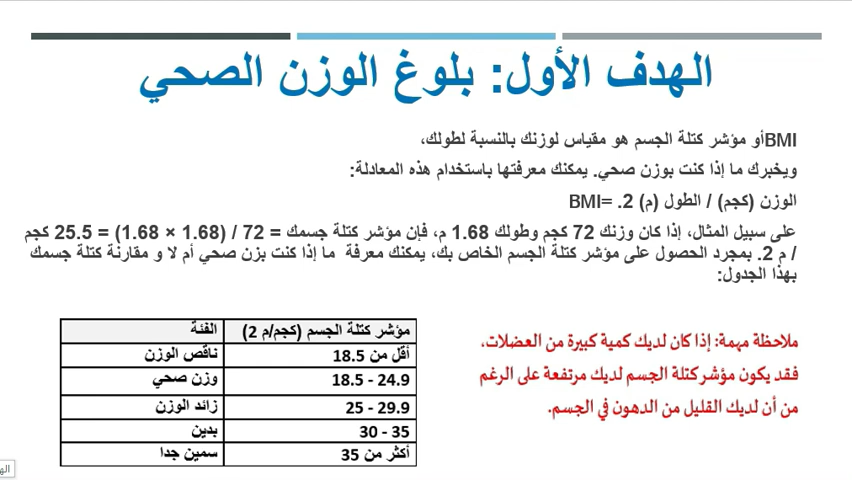 الهدف الأول: بلوغ الوزن الصحي
BMIأو مؤشر كتلة الجسم هو مقياس لوزنك بالنسبة لطولك،
ويخبرك ما إذا كنت بوزن صحي. يمكنك معرفتها باستخدام هذه المعادلة:
الوزن (كجم) / الطول (م) 2. =BMI
على سبيل المثال، إذا كان وزنك 72 كجم وطولك 1.68 م، فإن مؤشر كتلة جسمك = 72 / (1.68 × 1.68) = 25.5 كجم
/ م 2. بمجرد الحصول على مؤشر كتلة الجسم الخاص بك، يمكنك معرفة ما إذا كنت بزن صحي أم لا و مقارنة كتلة جسمك
بهذا الجدول:
ملاحظة مهمة: إذا كان لديك كمية كبيرة من العضلات،
فقد يكون مؤشر كتلة الجسم لديك مرتفعة على الرغم
من أن لديك القليل من الدهون في الجسم.
مؤشر كتلة الجسم (كجم/م 2) الفئة
أقل من 18.5 ناقص الوزن
18.5 - 24.9 وزن صحي
25 - 29.9 زائد الوزن
30 - 35 بدين
أكثر من 35 سمين جدا